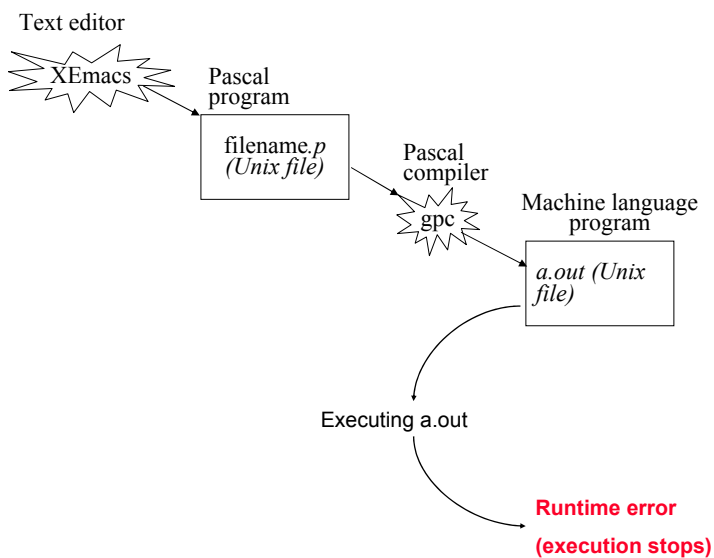 Text editor
XEmacs
Pascal
program
filename.p
(Unix file)
Pascal
compiler
gpc
Machine language
program
a.out (Unix
file)
Executing a.out
Runtime error
(execution stops)